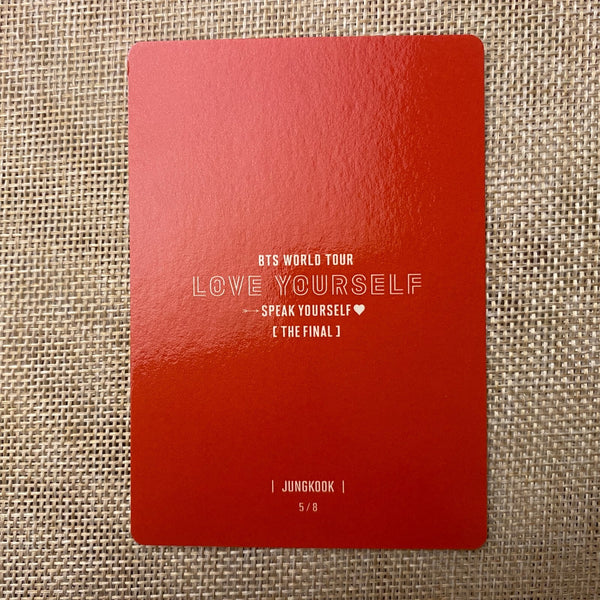 BTS WORLD TOUR
LOVE YOURSELF
SPEAK YOURSELF♥
[ THE FINAL ]
| JUNGKOOK |
5 / 8